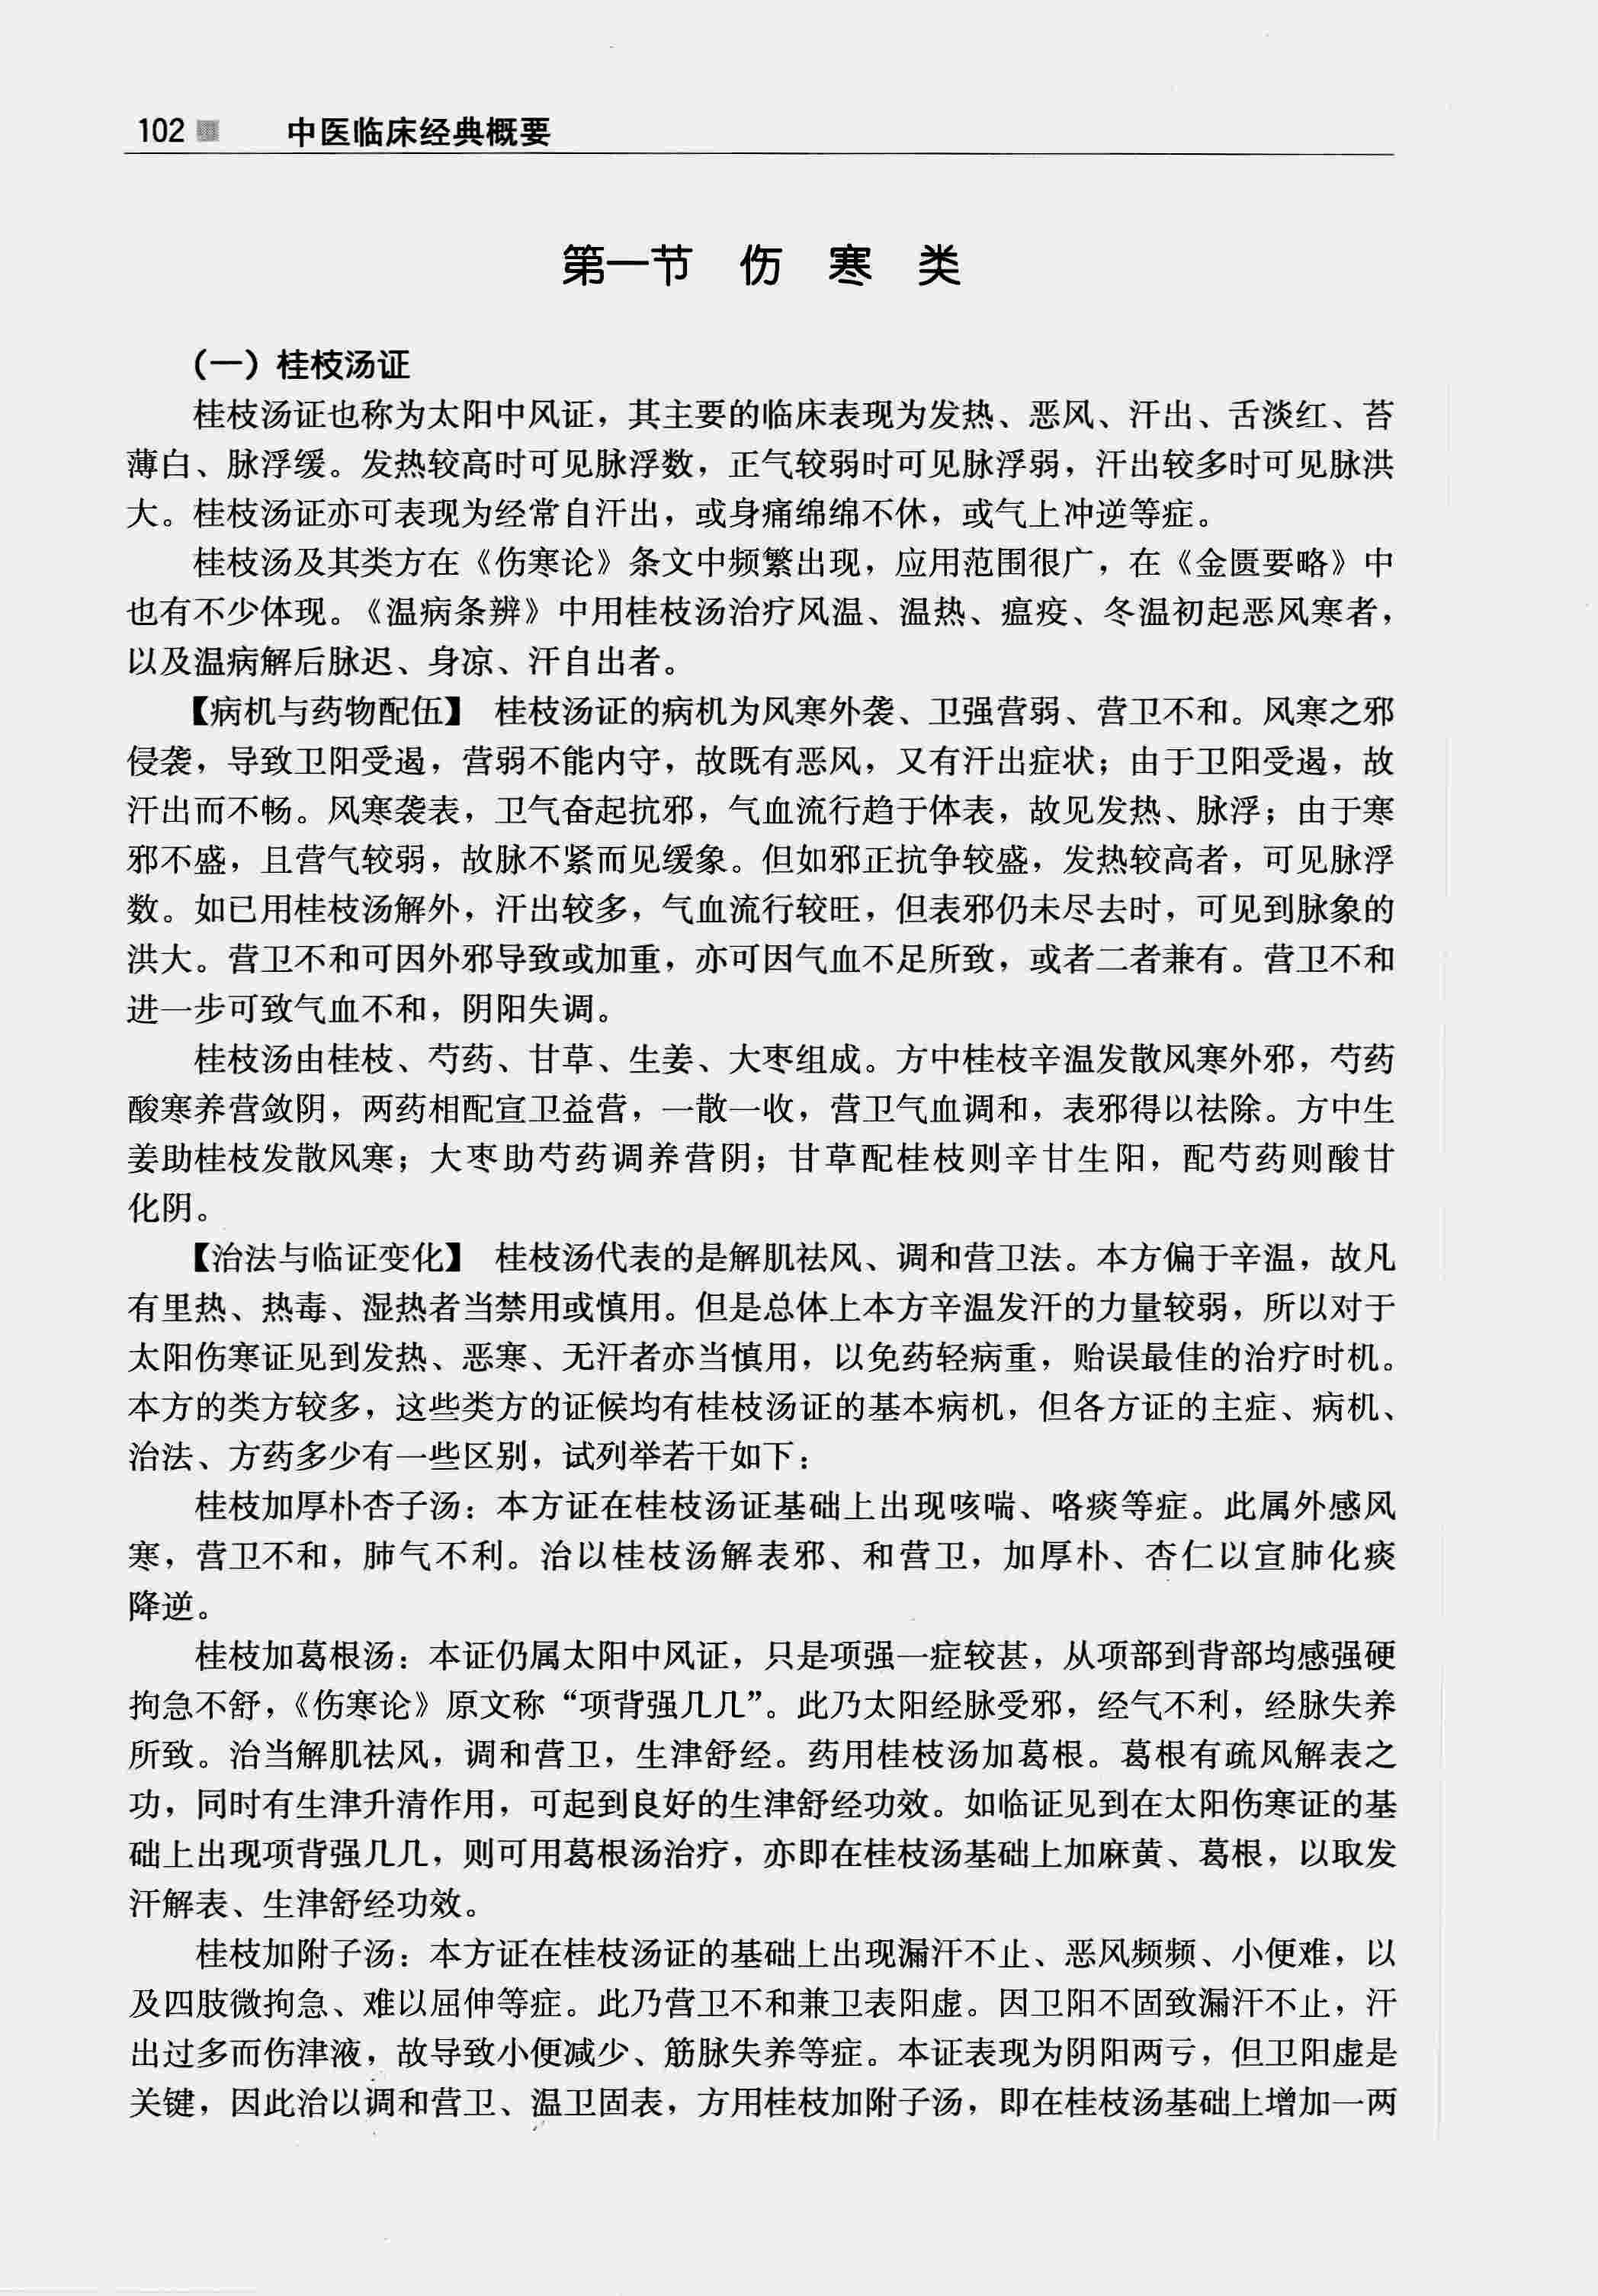 102 中医临床经典概要
第一节 伤寒类
（一）桂枝汤证
桂枝汤证也称为太阳中风证，其主要的临床表现为发热、恶风、汗出、舌淡红、苔
薄白、脉浮缓。发热较高时可见脉浮数，正气较弱时可见脉浮弱，汗出较多时可见脉洪
大。桂枝汤证亦可表现为经常自汗出，或身痛绵绵不休，或气上冲逆等症。
桂枝汤及其类方在《伤寒论》条文中频繁出现，应用范围很广，在《金匮要略》中
也有不少体现。《温病条辨》中用桂枝汤治疗风温、温热、瘟疫、冬温初起恶风寒者，
以及温病解后脉迟、身凉、汗自出者。
【病机与药物配伍】 桂枝汤证的病机为风寒外袭、卫强营弱、营卫不和。风寒之邪
侵袭，导致卫阳受遏，营弱不能内守，故既有恶风，又有汗出症状；由于卫阳受遏，故
汗出而不畅。风寒袭表，卫气奋起抗邪，气血流行趋于体表，故见发热、脉浮；由于寒
邪不盛，且营气较弱，故脉不紧而见缓象。但如邪正抗争较盛，发热较高者，可见脉浮
数。如已用桂枝汤解外，汗出较多，气血流行较旺，但表邪仍未尽去时，可见到脉象的
洪大。营卫不和可因外邪导致或加重，亦可因气血不足所致，或者二者兼有。营卫不和
进一步可致气血不和，阴阳失调。
桂枝汤由桂枝、芍药、甘草、生姜、大枣组成。方中桂枝辛温发散风寒外邪，芍药
酸寒养营敛阴，两药相配宣卫益营，一散一收，营卫气血调和，表邪得以祛除。方中生
姜助桂枝发散风寒；大枣助芍药调养营阴；甘草配桂枝则辛甘生阳，配芍药则酸甘
化阴。
【治法与临证变化】 桂枝汤代表的是解肌祛风、调和营卫法。本方偏于辛温，故凡
有里热、热毒、湿热者当禁用或慎用。但是总体上本方辛温发汗的力量较弱，所以对于
太阳伤寒证见到发热、恶寒、无汗者亦当慎用，以免药轻病重，贻误最佳的治疗时机。
本方的类方较多，这些类方的证候均有桂枝汤证的基本病机，但各方证的主症、病机、
治法、方药多少有一些区别，试列举若干如下：
桂枝加厚朴杏子汤：本方证在桂枝汤证基础上出现咳喘、咯痰等症。此属外感风
寒，营卫不和，肺气不利。治以桂枝汤解表邪、和营卫，加厚朴、杏仁以宣肺化痰
降逆。
桂枝加葛根汤：本证仍属太阳中风证，只是项强一症较甚，从项部到背部均感强硬
拘急不舒，《伤寒论》原文称“项背强几几”。此乃太阳经脉受邪，经气不利，经脉失养
所致。治当解肌祛风，调和营卫，生津舒经。药用桂枝汤加葛根。葛根有疏风解表之
功，同时有生津升清作用，可起到良好的生津舒经功效。如临证见到在太阳伤寒证的基
础上出现项背强几几，则可用葛根汤治疗，亦即在桂枝汤基础上加麻黄、葛根，以取发
汗解表、生津舒经功效。
桂枝加附子汤：本方证在桂枝汤证的基础上出现漏汗不止、恶风频频、小便难，以
及四肢微拘急、难以屈伸等症。此乃营卫不和兼卫表阳虚。因卫阳不固致漏汗不止，汗
出过多而伤津液，故导致小便减少、筋脉失养等症。本证表现为阴阳两亏，但卫阳虚是
关键，因此治以调和营卫、温卫固表，方用桂枝加附子汤，即在桂枝汤基础上增加一两